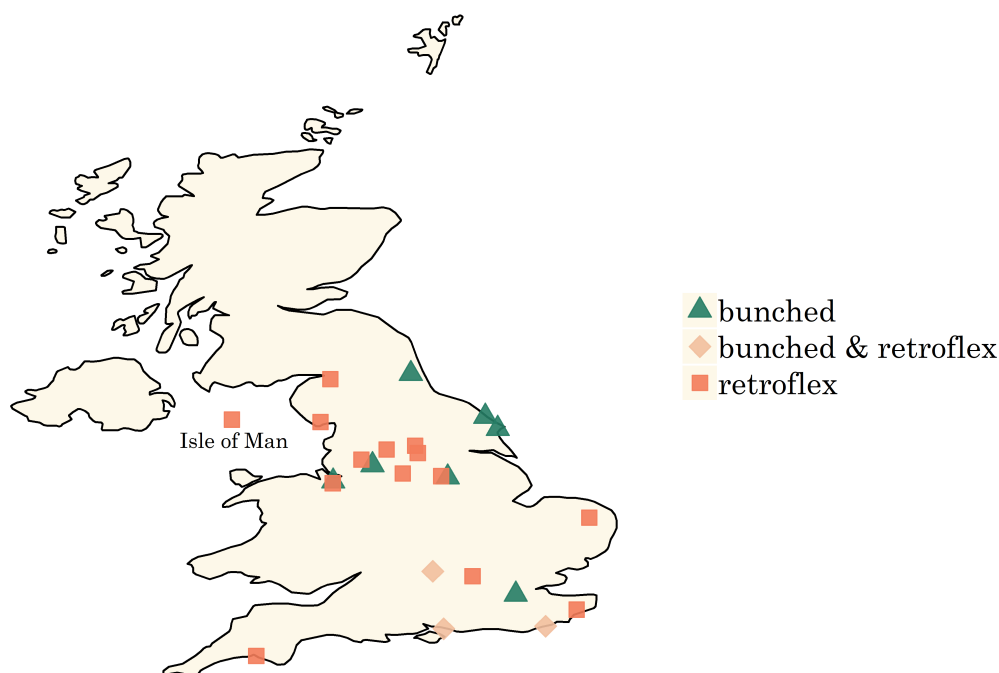 bunched
bunched & retroflex
retroflex
Isle of Man